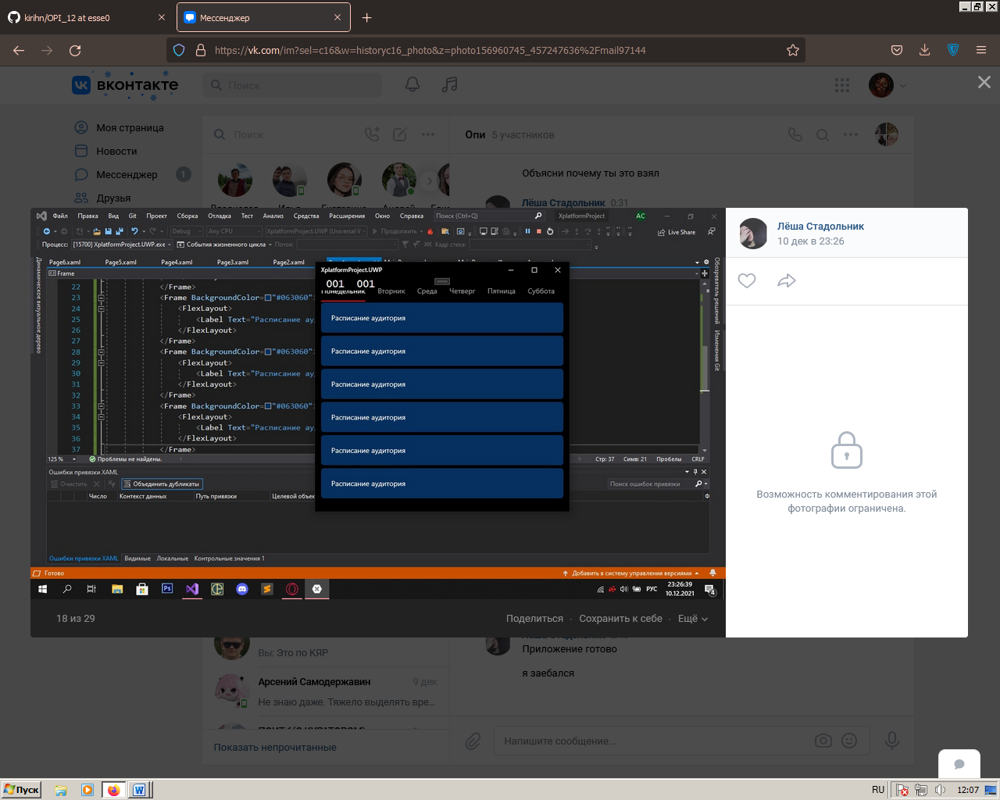 kirihn/OPI_12 at esse0
Мессенджер
https://vk.com/im?sel=c16&w=historyc16_photo&z=photo156960745_457247636%2Fmail97144
вконтакте
Поиск
Моя страница
Новости
Мессенджер 1
Друзья
Поиск
Опи 5 участников
Объясни почему ты это взял
Лёша Стадольник 0:31
Файл Правка Вид Git Проект Сборка Отладка Тест Анализ Средства Расширения Окно Справка Поиск (Ctrl+Q) XplatformProject AC
Debug Any CPU XplatformProject.UWP (Universal V Продолжить Live Share
Процесс: [15700] XplatformProject.UWP.exe События жизненного цикла Поток: Кадр стека:
Page6.xaml Page5.xaml Page4.xaml Page3.xaml Page2.xaml
Frame
Динамическое визуальное дерево
Обозреватель решений
Изменения Git
22 </Frame>
23 <Frame BackgroundColor="#063060"
24 <FlexLayout>
25 <Label Text="Расписание ау
26 </FlexLayout>
27 </Frame>
28 <Frame BackgroundColor="#063060"
29 <FlexLayout>
30 <Label Text="Расписание ау
31 </FlexLayout>
32 </Frame>
33 <Frame BackgroundColor="#063060"
34 <FlexLayout>
35 <Label Text="Расписание ау
36 </FlexLayout>
37 </Frame>
XplatformProject.UWP
001 001
Понедельник Вторник Среда Четверг Пятница Суббота
Расписание аудитория
Расписание аудитория
Расписание аудитория
Расписание аудитория
Расписание аудитория
Расписание аудитория
125 % Проблемы не найдены. Стр: 37 Симв: 21 Пробелы CRLF
Ошибки привязки XAML
Очистить Объединить дубликаты Поиск ошибок привязки
Число Контекст данных Путь привязки Целевой объек Ф
Ошибки привязки XAML Видимые Локальные Контрольные значения 1
Готово Добавить в систему управления версиями
РУС 23:26:39
10.12.2021
4
18 из 29
Поделиться · Сохранить к себе · Ещё
Лёша Стадольник
10 дек в 23:26
Возможность комментирования этой
фотографии ограничена.
Вы: Это по КЯР
Арсений Самодержавин 9 дек
Не знаю даже. Тяжело выделять вре...
Показать непрочитанные
Приложение готово
я заебался
Напишите сообщение...
Пуск
RU 12:07